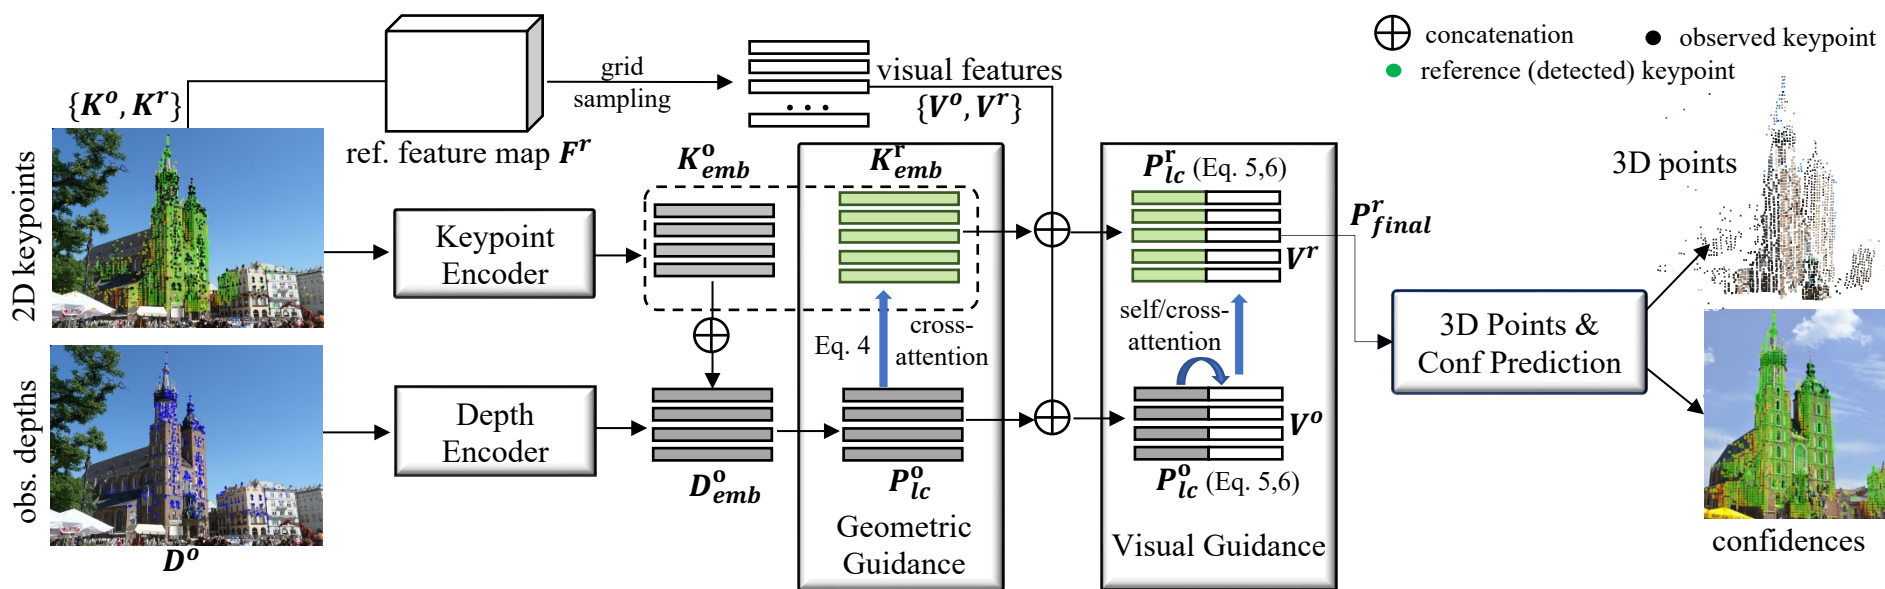 concatenation
observed keypoint
reference (detected) keypoint
{K^o, K^r}
grid
sampling
visual features
{V^o, V^r}
ref. feature map F^r
2D keypoints
Keypoint
Encoder
K^o_emb
K^r_emb
Eq. 4
cross-
attention
P^r_lc (Eq. 5,6)
V^r
self/cross-
attention
P^r_final
3D points
3D Points &
Conf Prediction
obs. depths
D^o
Depth
Encoder
D^o_emb
P^o_lc
Geometric
Guidance
V^o
P^o_lc (Eq. 5,6)
Visual Guidance
confidences